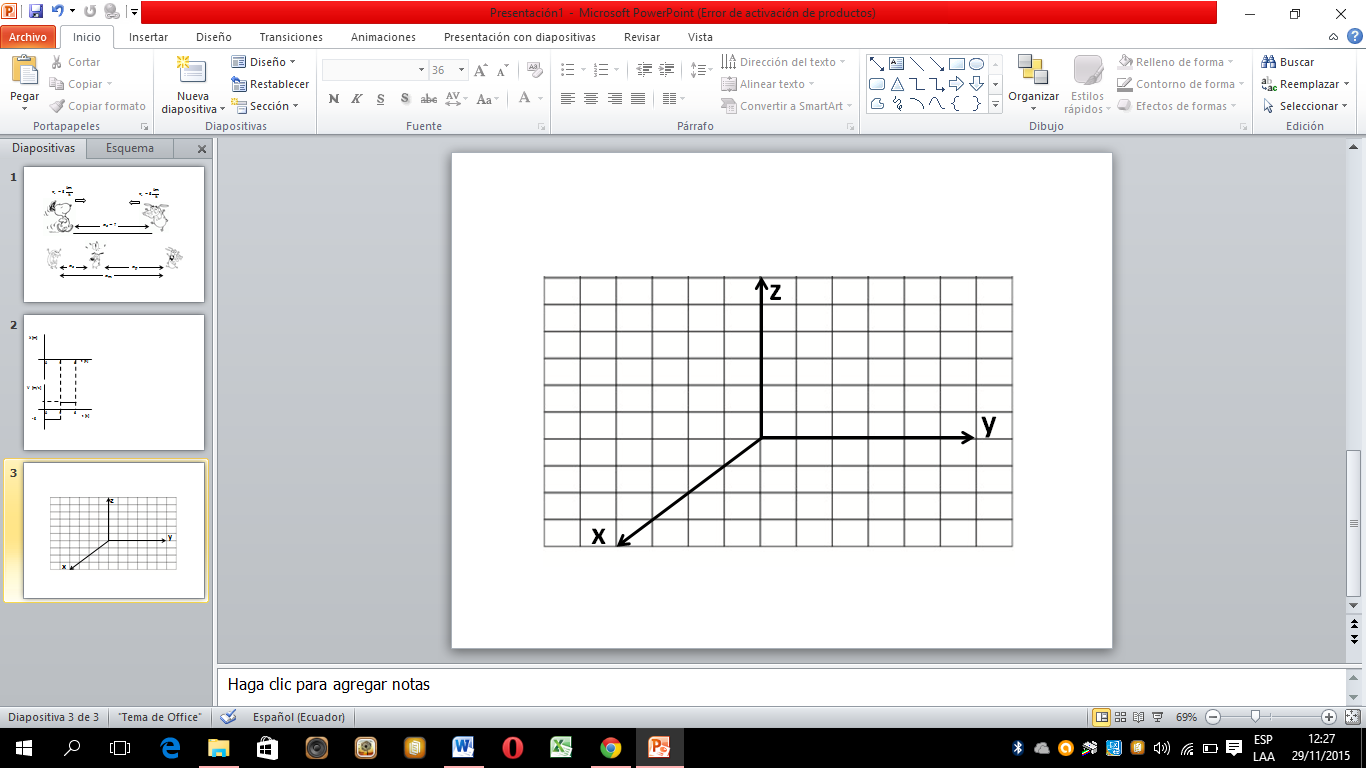 Presentación1 - Microsoft PowerPoint (Error de activación de productos)
Archivo Inicio Insertar Diseño Transiciones Animaciones Presentación con diapositivas Revisar Vista
Pegar
Cortar
Copiar
Copiar formato
Portapapeles
Nueva
diapositiva
Diseño
Restablecer
Sección
Diapositivas
36
N K S S abc AV Aa A
Fuente
Dirección del texto
Alinear texto
Convertir a SmartArt
Párrafo
Organizar
Estilos
rápidos
Relleno de forma
Contorno de forma
Efectos de formas
Dibujo
Buscar
Reemplazar
Seleccionar
Edición
Diapositivas Esquema
1
2
3
z
y
x
z
y
x
Haga clic para agregar notas
Diapositiva 3 de 3 "Tema de Office" Español (Ecuador) 69%
ESP
LAA
12:27
29/11/2015